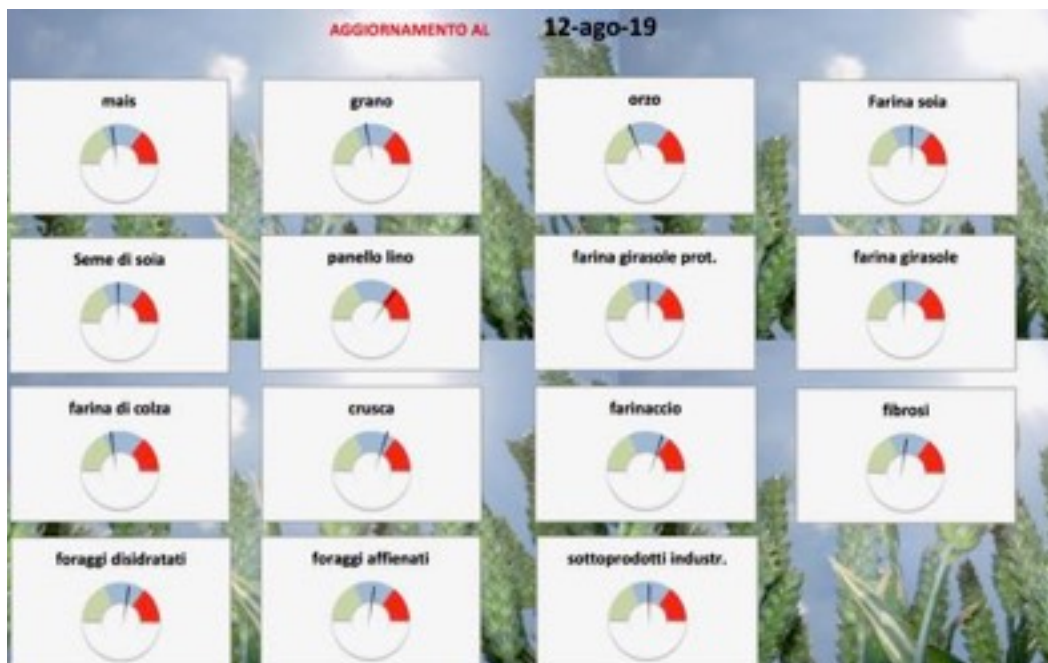 AGGIORNAMENTO AL 12-ago-19
mais grano orzo Farina soia
Seme di soia panello lino farina girasole prot. farina girasole
farina di colza crusca farinaccio fibrosi
foraggi disidratati foraggi affienati sottoprodotti industr.